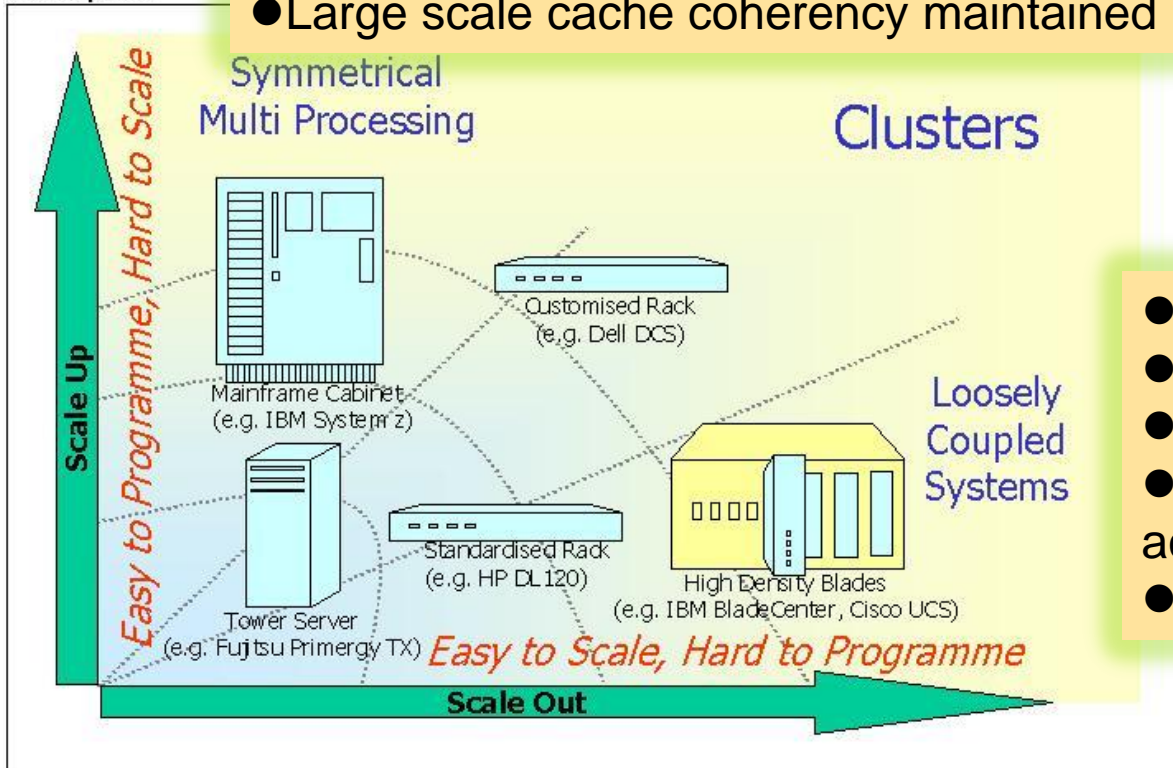 ●Large scale cache coherency maintained
Symmetrical
Multi Processing
Clusters
Scale Up
Easy to Programme, Hard to Scale
Customised Rack
(e.g. Dell DCS)
Mainframe Cabinet
(e.g. IBM System z)
Loosely
Coupled
Systems
Standardised Rack
(e.g. HP DL120)
High Density Blades
(e.g. IBM BladeCenter, Cisco UCS)
Tower Server
(e.g. Fujitsu Primergy TX)
Easy to Scale, Hard to Programme
Scale Out
●
●
●
●
●